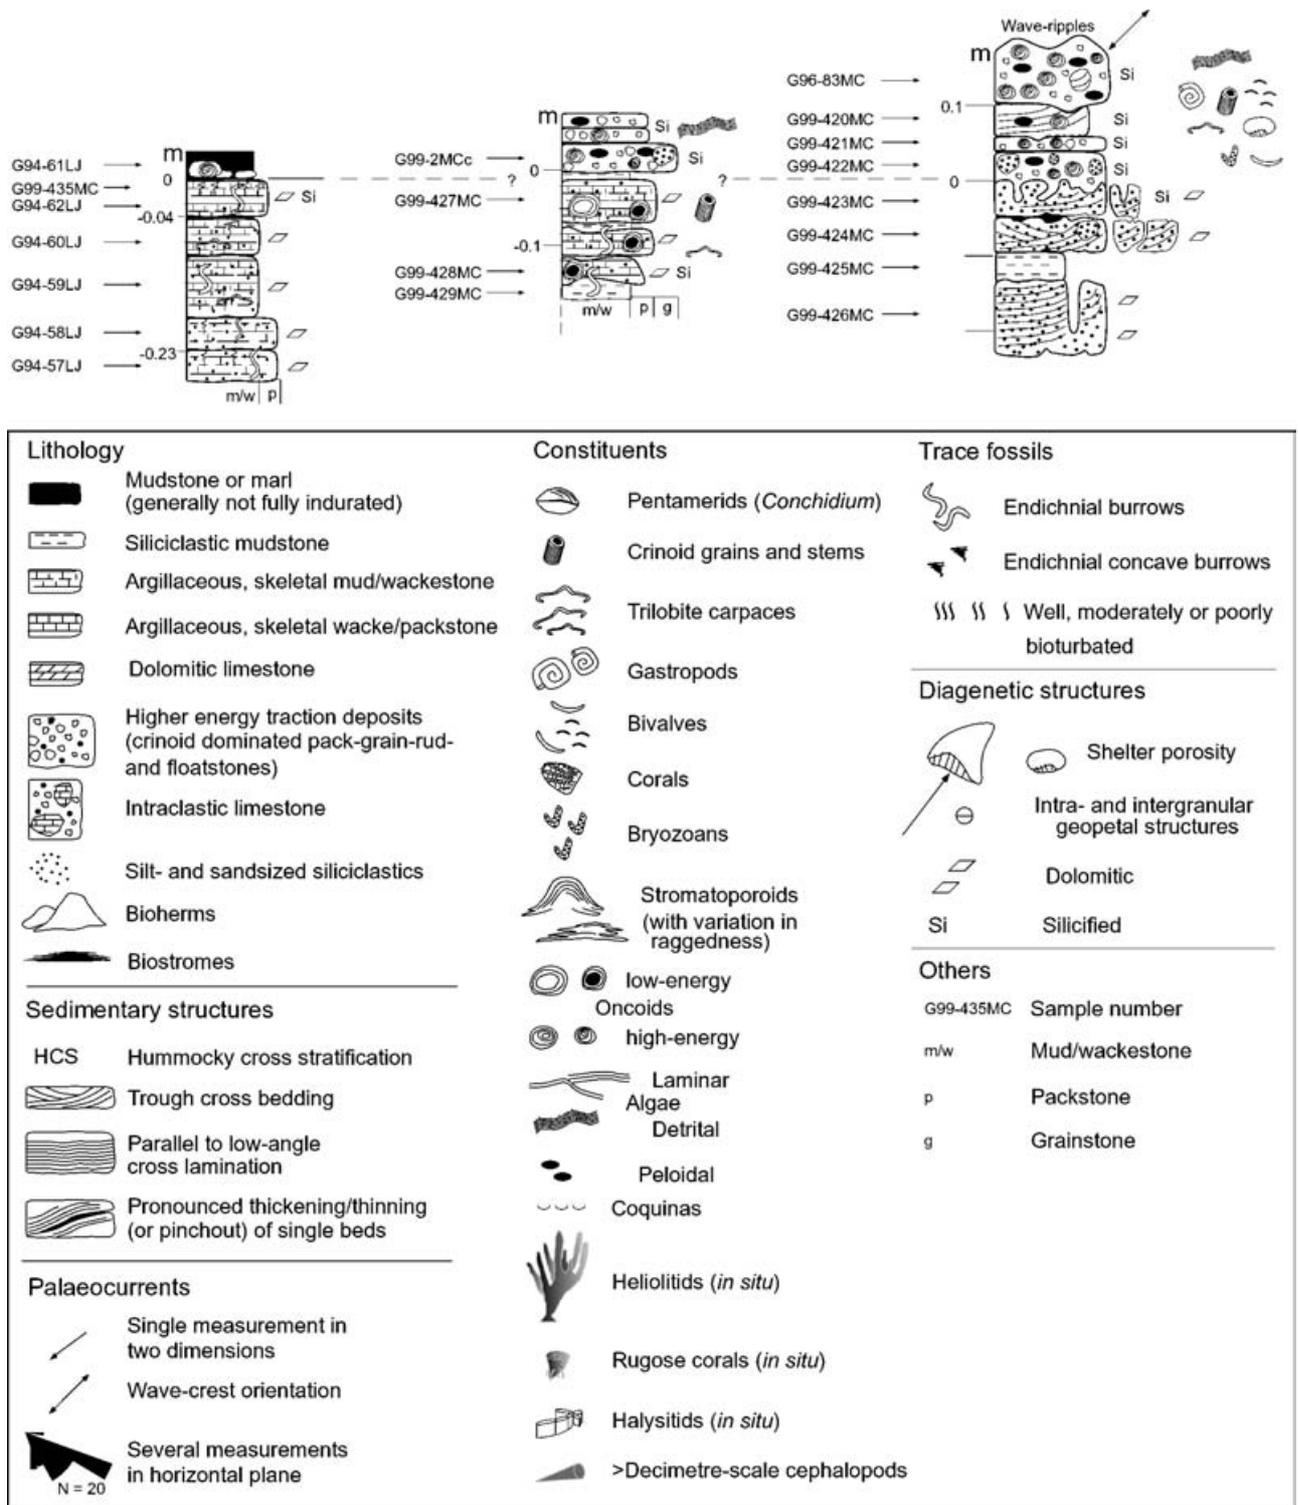 Wave-ripples
m
G96-83MC
Si
0.1
G99-420MC
Si
G99-421MC
Si
G99-422MC
Si
0
G99-423MC
Si
G99-424MC
G99-425MC
G99-426MC
m
Si
G99-2MCc
Si
0
?
?
G99-427MC
-0.1
G99-428MC
Si
G99-429MC
m/w
p
g
m
G94-61LJ
0
G99-435MC
Si
G94-62LJ
-0.04
G94-60LJ
G94-59LJ
G94-58LJ
-0.23
G94-57LJ
m/w
p
Lithology
Mudstone or marl
(generally not fully indurated)
Siliciclastic mudstone
Argillaceous, skeletal mud/wackestone
Argillaceous, skeletal wacke/packstone
Dolomitic limestone
Higher energy traction deposits
(crinoid dominated pack-grain-rud-
and floatstones)
Intraclastic limestone
Silt- and sandsized siliciclastics
Bioherms
Biostromes
Sedimentary structures
HCS Hummocky cross stratification
Trough cross bedding
Parallel to low-angle
cross lamination
Pronounced thickening/thinning
(or pinchout) of single beds
Palaeocurrents
Single measurement in
two dimensions
Wave-crest orientation
Several measurements
in horizontal plane
N = 20
Constituents
Pentamerids (Conchidium)
Crinoid grains and stems
Trilobite carpaces
Gastropods
Bivalves
Corals
Bryozoans
Stromatoporoids
(with variation in
raggedness)
low-energy
Oncoids
high-energy
Laminar
Algae
Detrital
Peloidal
Coquinas
Heliolitids (in situ)
Rugose corals (in situ)
Halysitids (in situ)
>Decimetre-scale cephalopods
Trace fossils
Endichnial burrows
Endichnial concave burrows
Well, moderately or poorly
bioturbated
Diagenetic structures
Shelter porosity
Intra- and intergranular
geopetal structures
Dolomitic
Si Silicified
Others
G99-435MC Sample number
m/w Mud/wackestone
p Packstone
g Grainstone